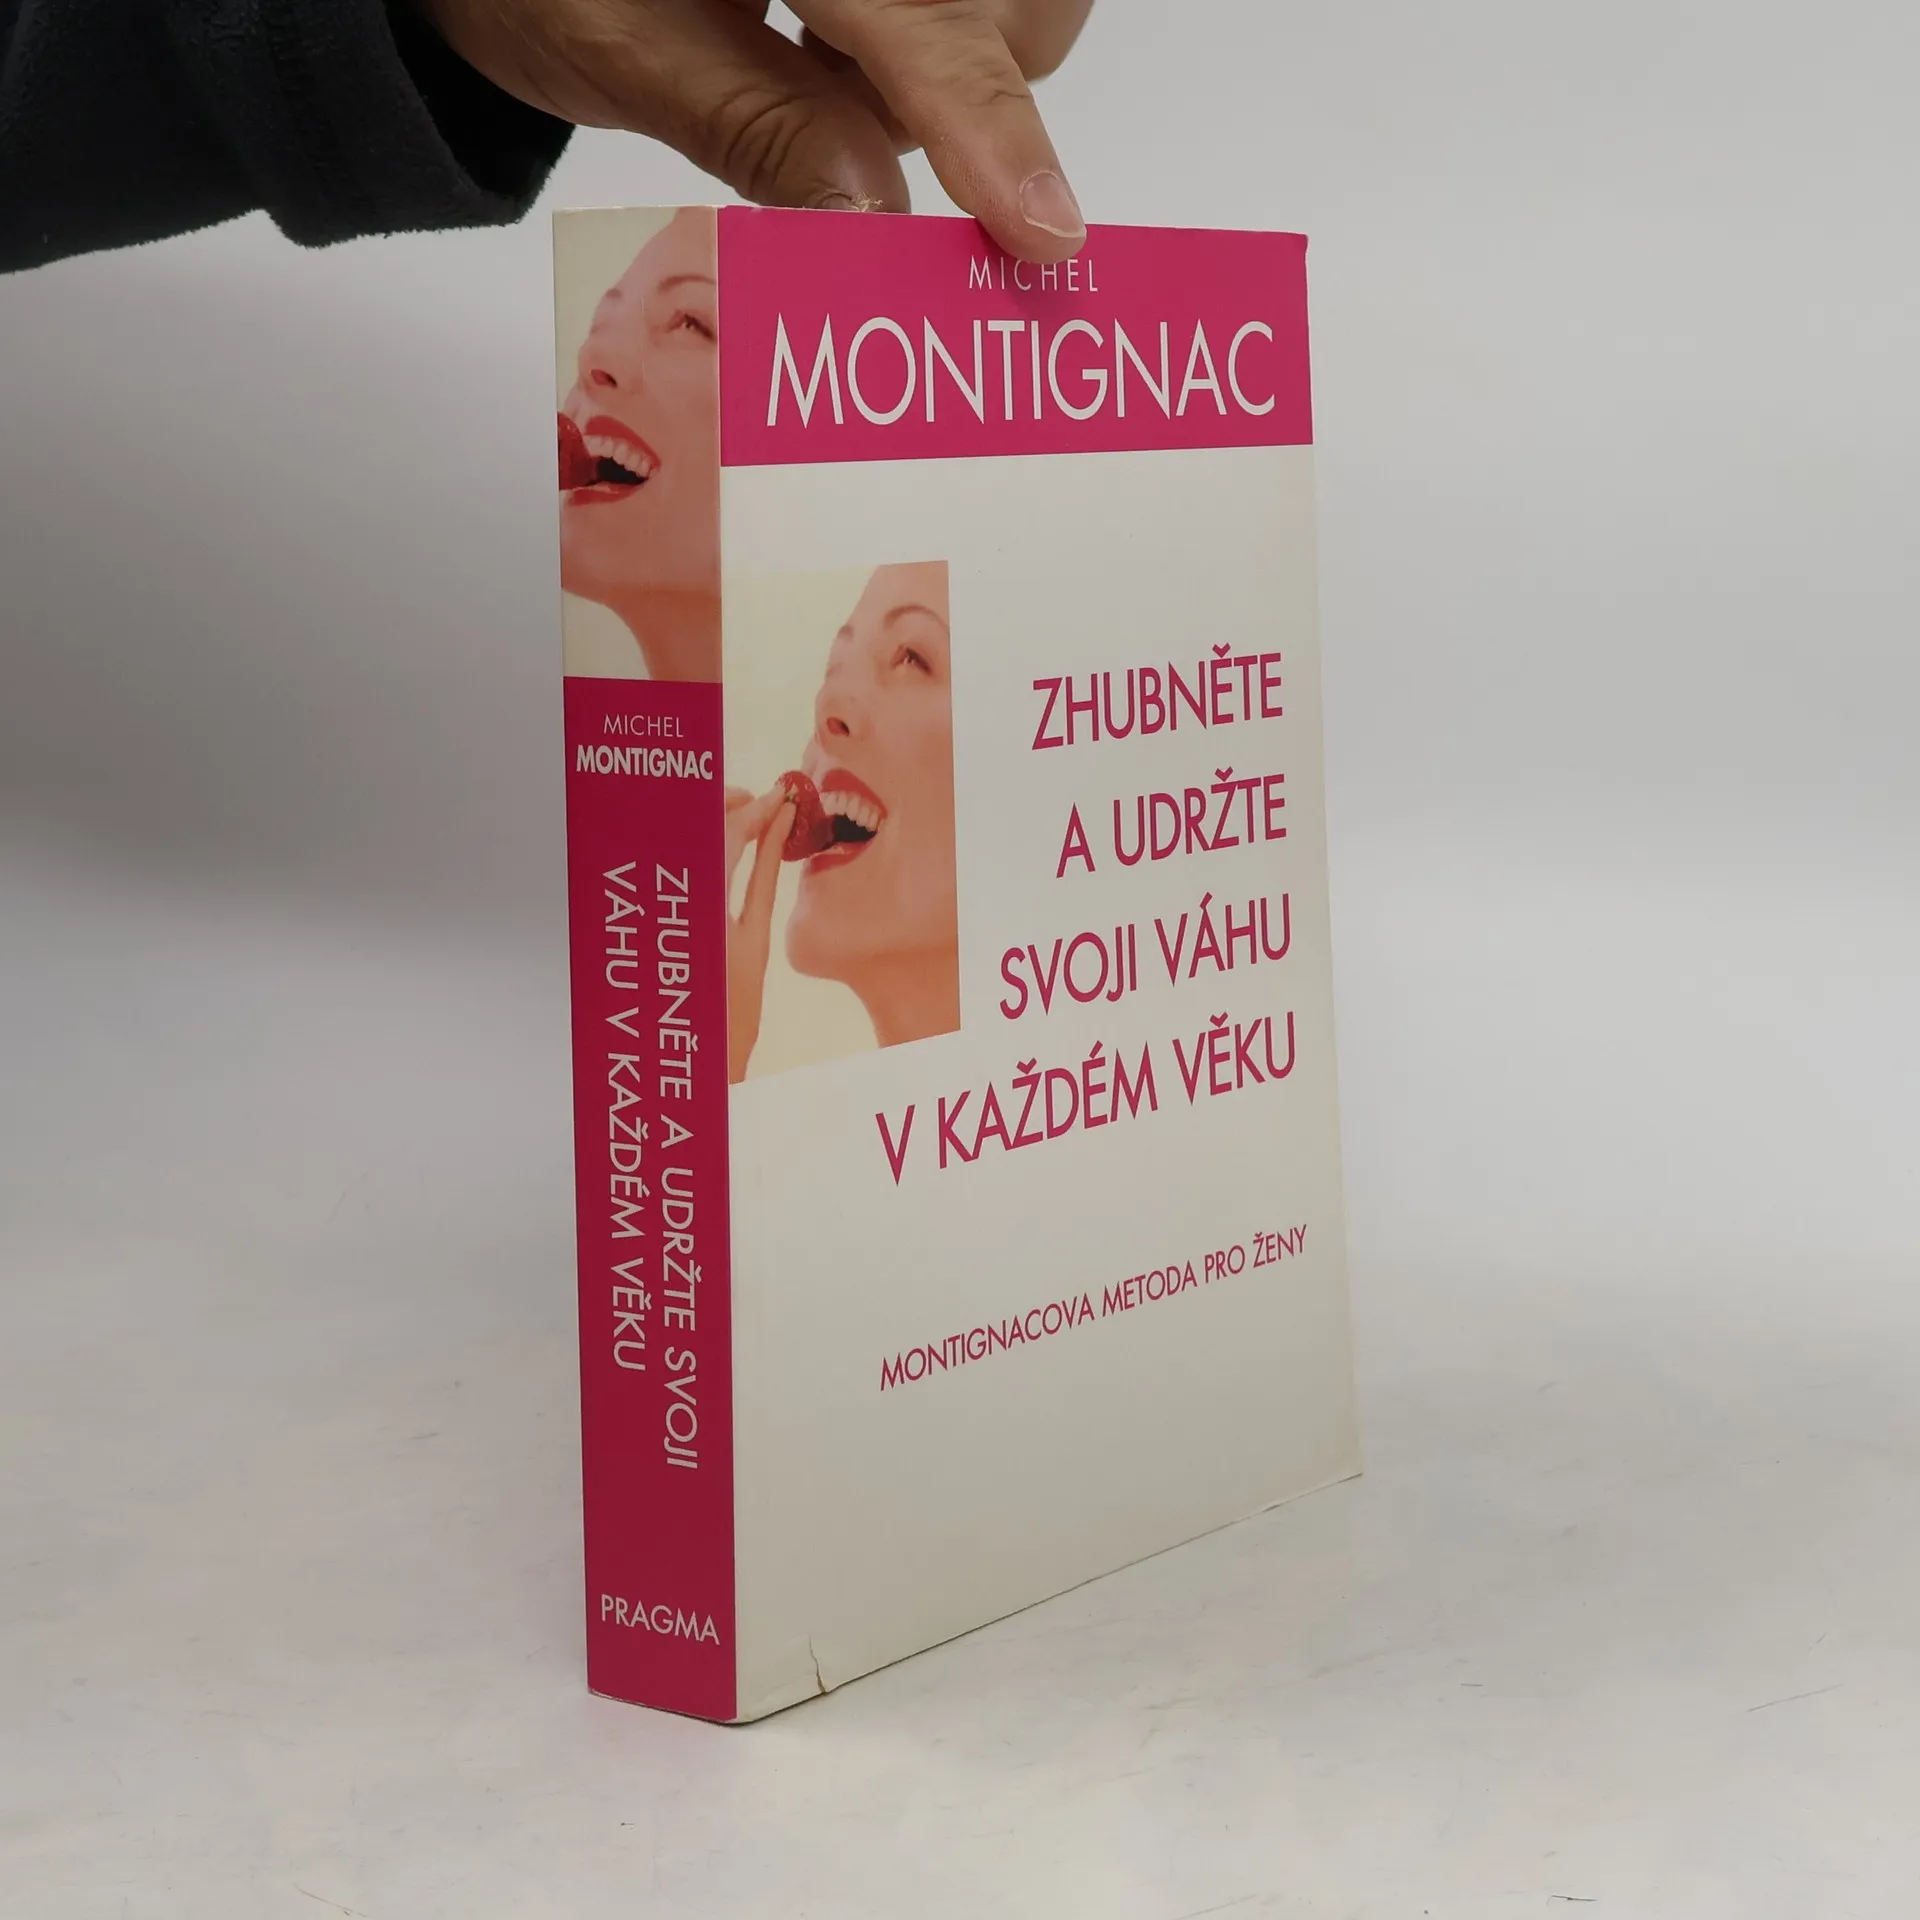 MICHEL
MONTIGNAC
ZHUBNĚTE A UDRŽTE SVOJI
VÁHU V KAŽDÉM VĚKU
PRAGMA
MICHEL
MONTIGNAC
ZHUBNĚTE
A UDRŽTE
SVOJI VÁHU
V KAŽDÉM VĚKU
MONTIGNACOVA METODA PRO ŽENY